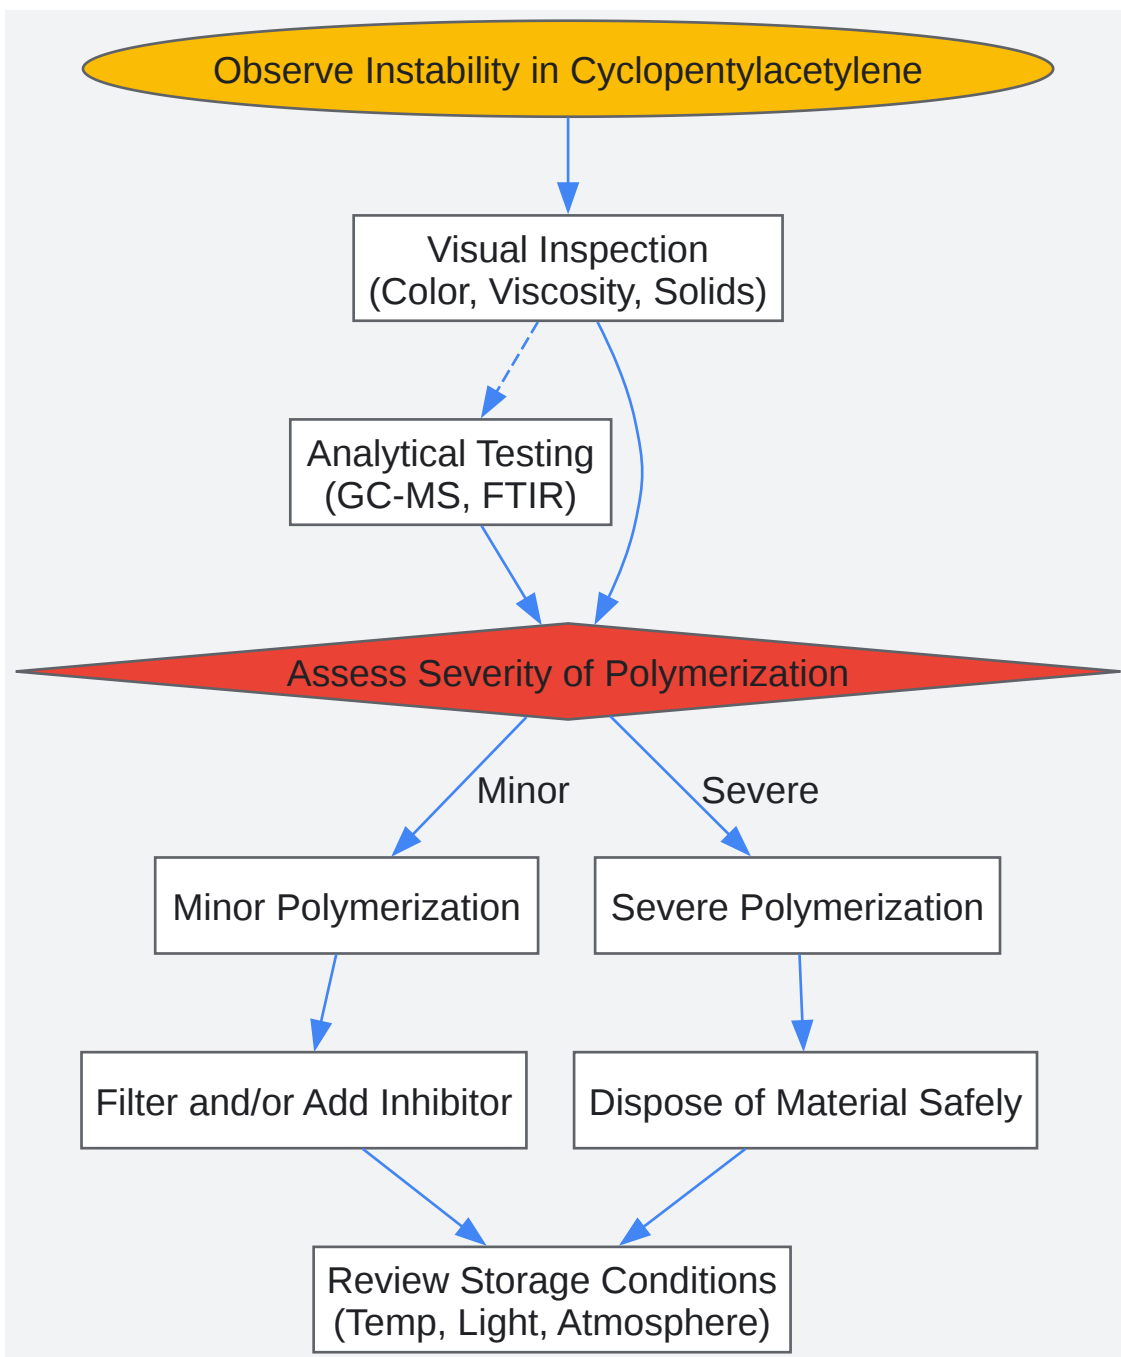 Observe Instability in Cyclopentylacetylene
Visual Inspection
(Color, Viscosity, Solids)
Analytical Testing
(GC-MS, FTIR)
Assess Severity of Polymerization
Minor
Severe
Minor Polymerization
Severe Polymerization
Filter and/or Add Inhibitor
Dispose of Material Safely
Review Storage Conditions
(Temp, Light, Atmosphere)